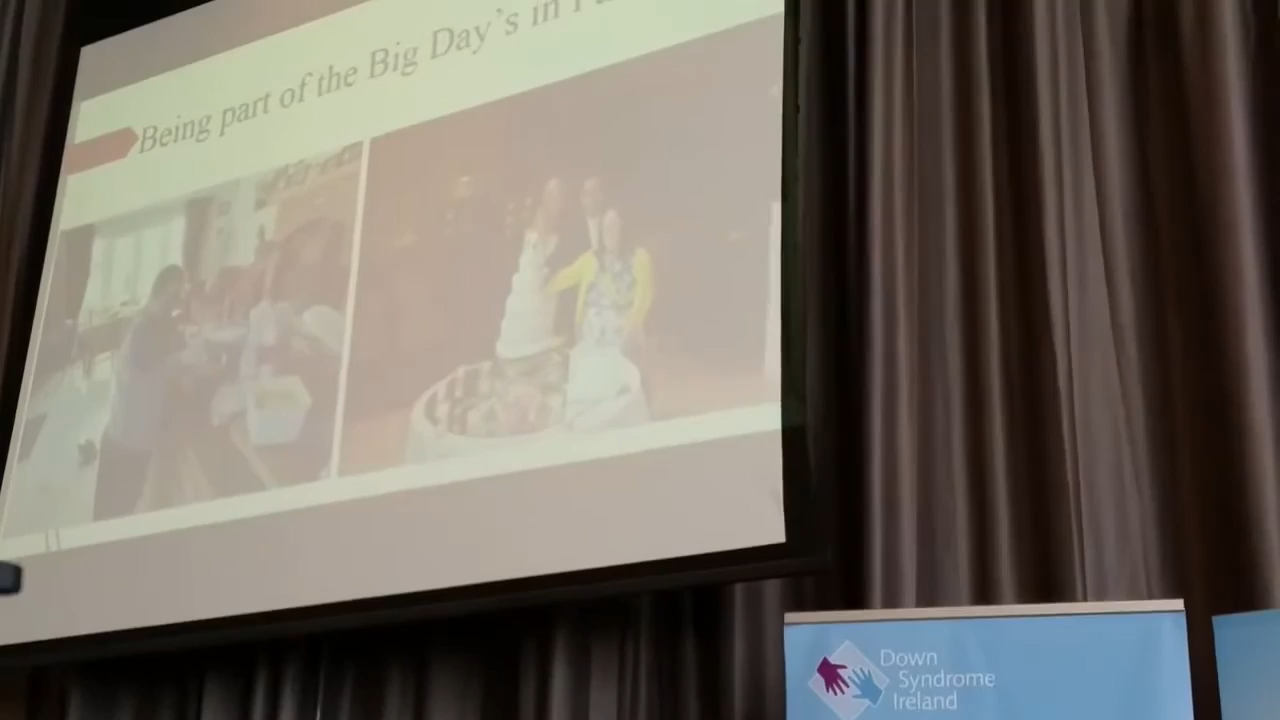 Being part of the Big Day's in
Down
Syndrome
Ireland